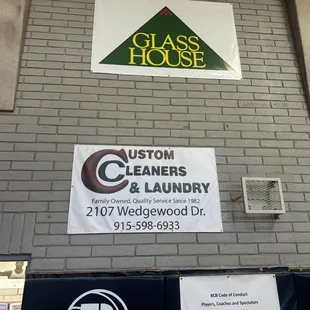 GLASS
HOUSE
CUSTOM
CLEANERS
& LAUNDRY
Family Owned, Quality Service Since 1982
2107 Wedgewood Dr.
915-598-6933
BCB Code of Conduct
Players, Coaches and Spectators